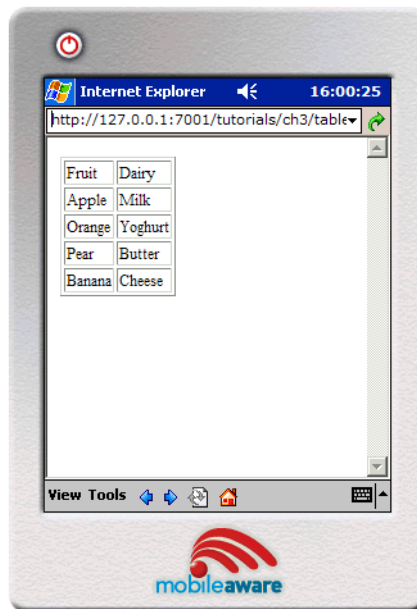 Internet Explorer 16:00:25
http://127.0.0.1:7001/tutorials/ch3/table
Fruit Dairy
Apple Milk
Orange Yoghurt
Pear Butter
Banana Cheese
View Tools
mobileaware